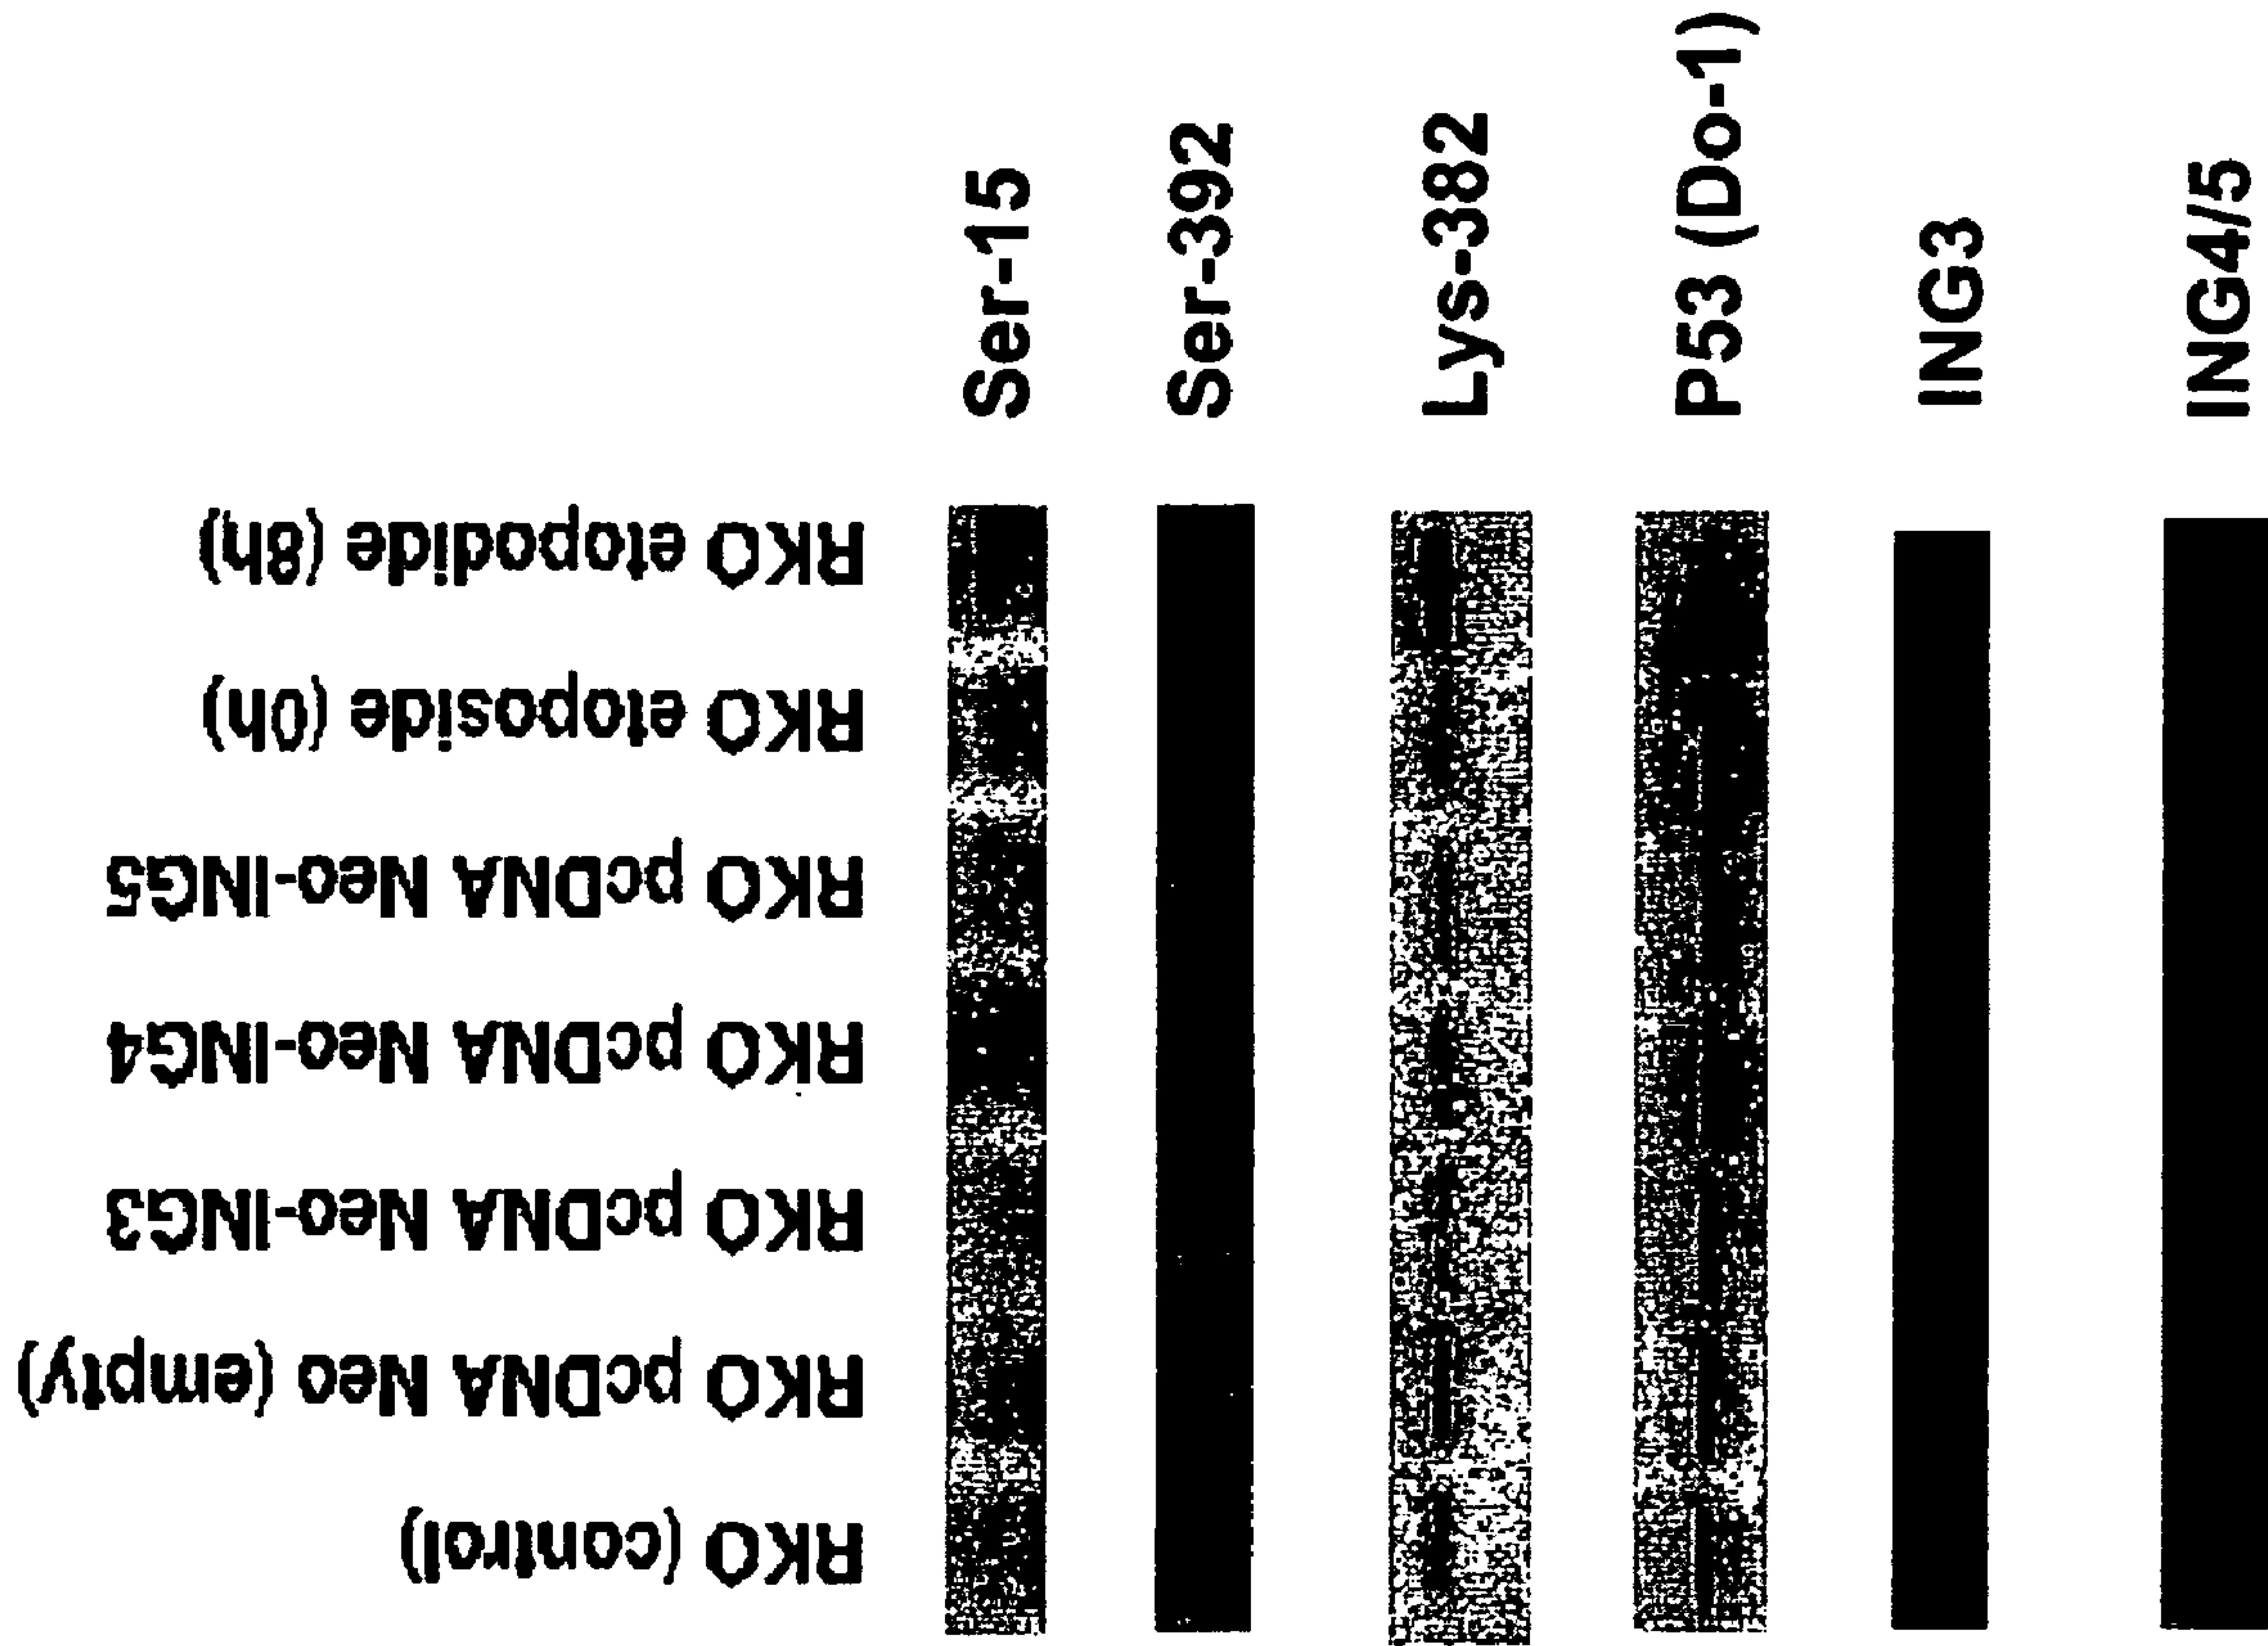 RKO (control)
RKO pcDNA Neo (empty)
RKO pcDNA Neo-ING3
RKO pcDNA Neo-ING4
RKO pcDNA Neo-ING5
RKO etoposide (0h)
RKO etopodide (8h)
Ser-15
Ser-392
Lys-382
P53 (Do-1)
ING3
ING4/5